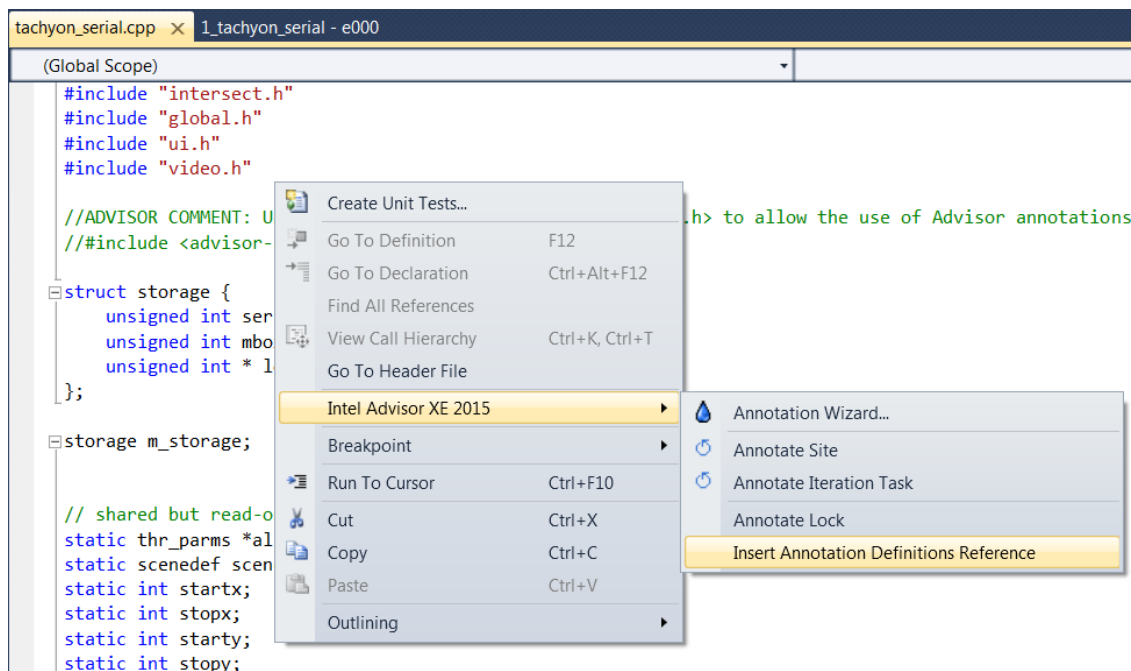 tachyon_serial.cpp × 1_tachyon_serial - e000
(Global Scope)
#include "intersect.h"
#include "global.h"
#include "ui.h"
#include "video.h"
//ADVISOR COMMENT: U .h> to allow the use of Advisor annotations
//#include <advisor-
struct storage {
unsigned int ser
unsigned int mbo
unsigned int * l
};
storage m_storage;
// shared but read-o
static thr_parms *al
static scenedef scen
static int startx;
static int stopx;
static int starty;
static int stopy;
Create Unit Tests...
Go To Definition F12
Go To Declaration Ctrl+Alt+F12
Find All References
View Call Hierarchy Ctrl+K, Ctrl+T
Go To Header File
Intel Advisor XE 2015
Breakpoint
Run To Cursor Ctrl+F10
Cut Ctrl+X
Copy Ctrl+C
Paste Ctrl+V
Outlining
Annotation Wizard...
Annotate Site
Annotate Iteration Task
Annotate Lock
Insert Annotation Definitions Reference